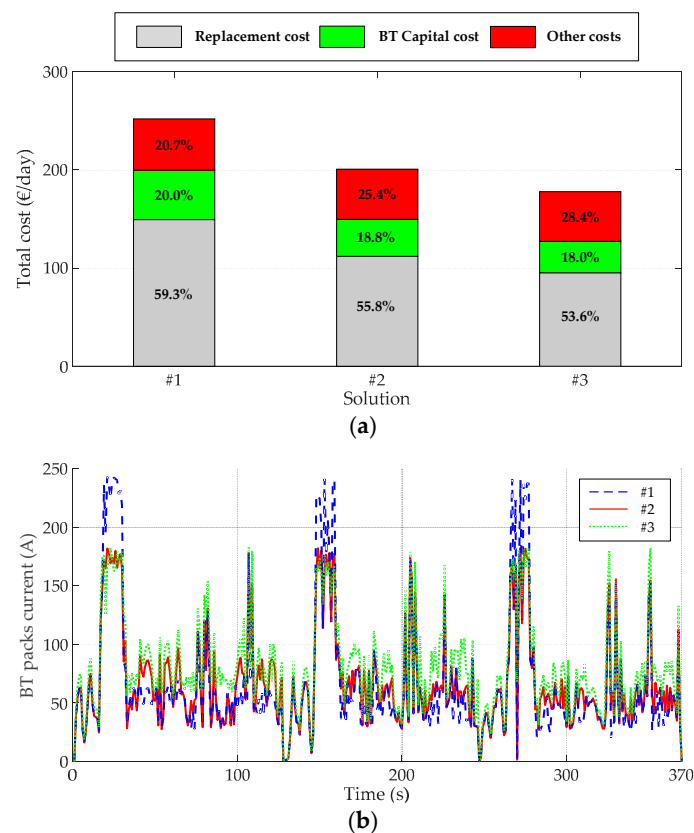 Replacement cost BT Capital cost Other costs
300
200
100
0
Total cost (€/day)
20.7%
20.0%
59.3%
25.4%
18.8%
55.8%
28.4%
18.0%
53.6%
#1 #2 #3
Solution
(a)
250
200
150
100
50
0
BT packs current (A)
#1
#2
#3
0 100 200 300 370
Time (s)
(b)